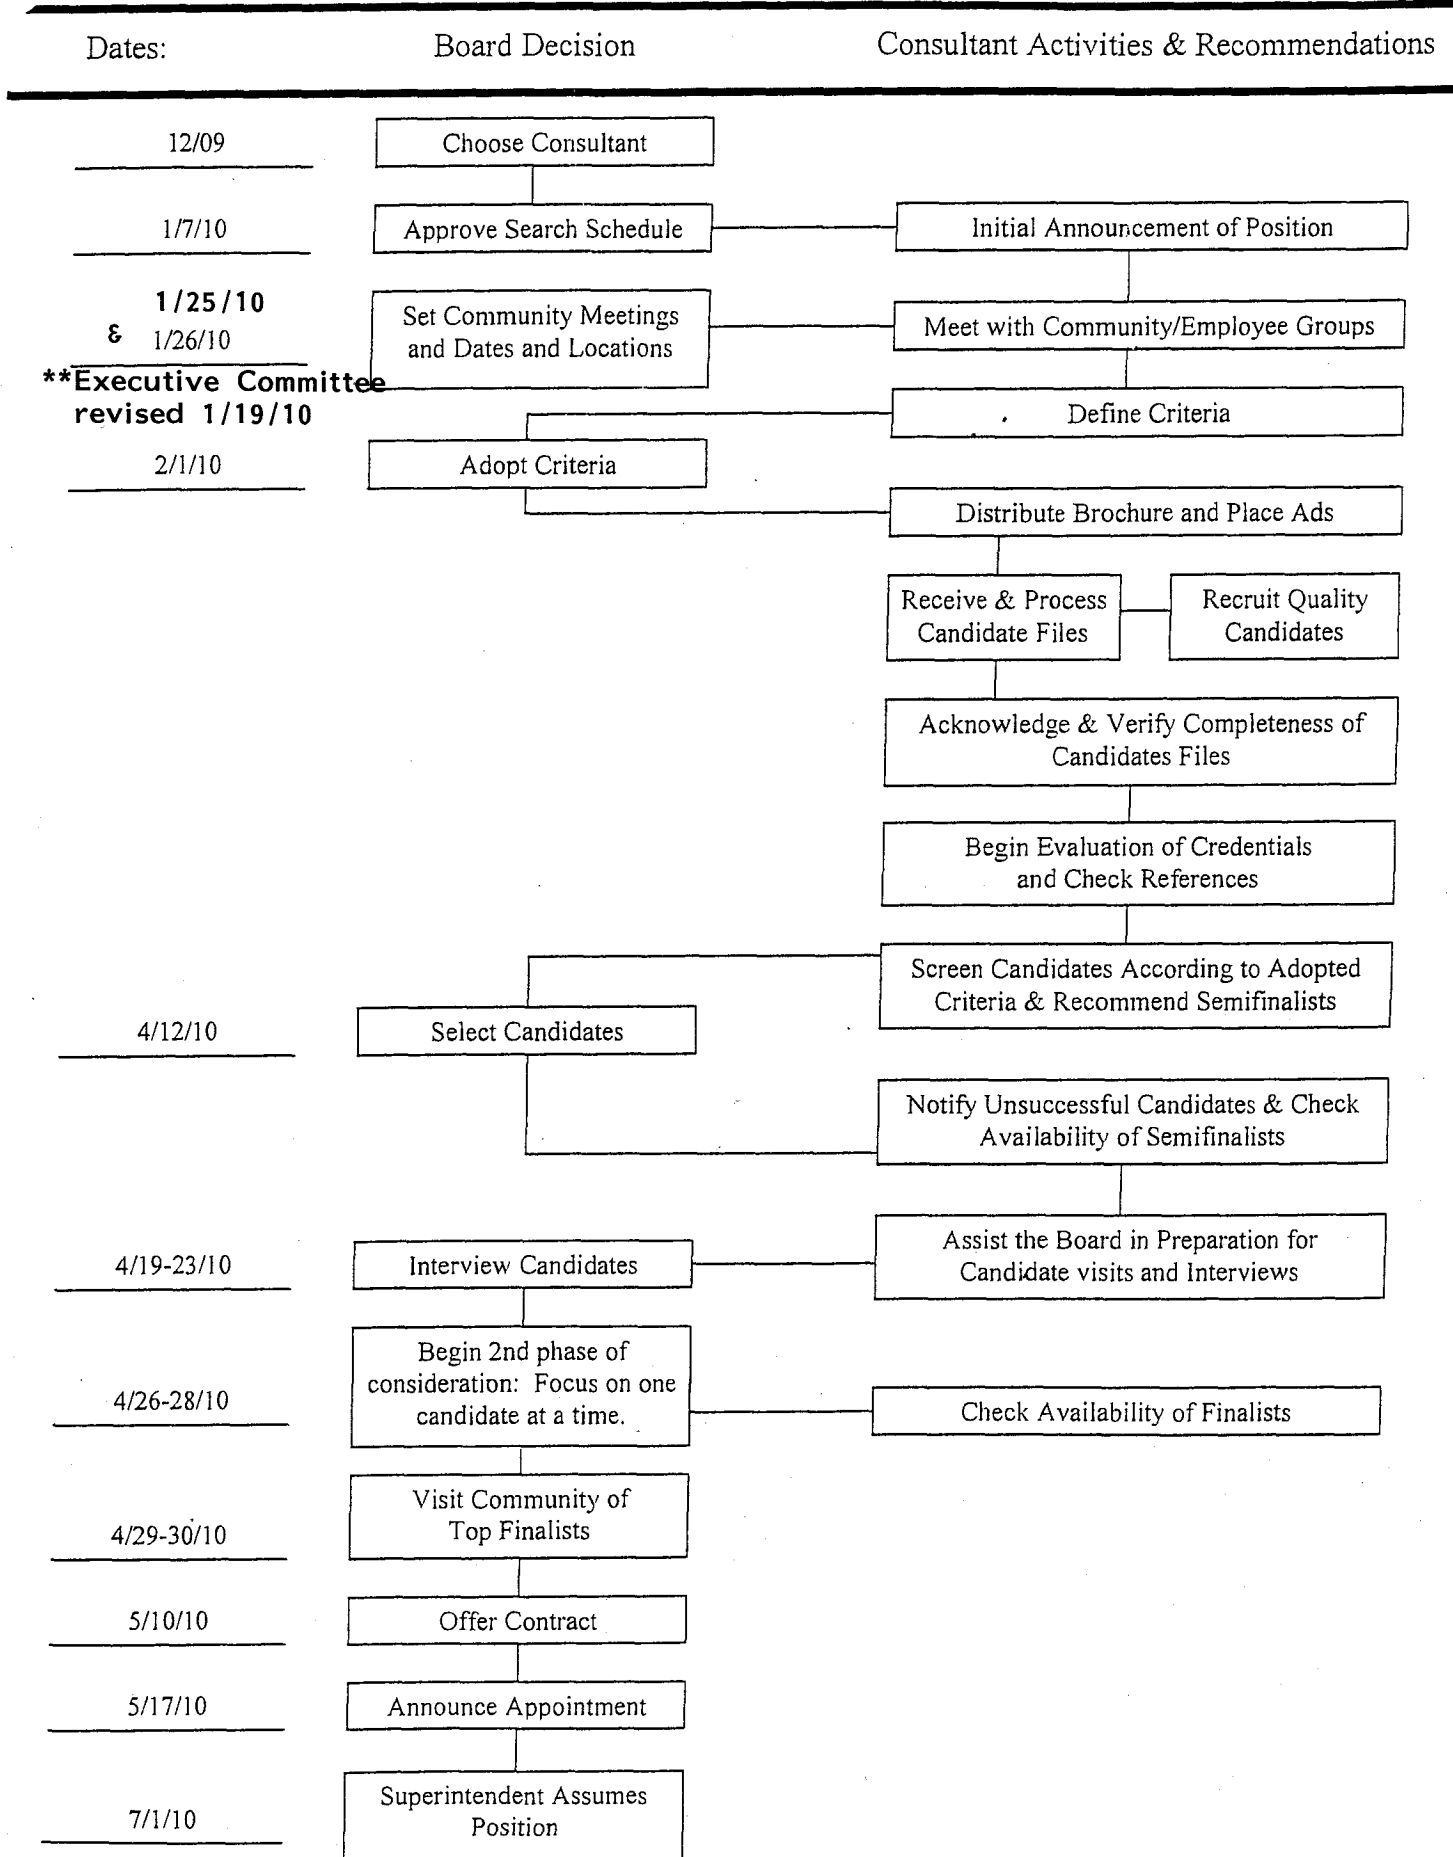 Dates: Board Decision Consultant Activities & Recommendations
12/09 Choose Consultant
1/7/10 Approve Search Schedule Initial Announcement of Position
1/25/10
& 1/26/10
Set Community Meetings
and Dates and Locations
Meet with Community/Employee Groups
**Executive Committee
revised 1/19/10
Define Criteria
2/1/10 Adopt Criteria
Distribute Brochure and Place Ads
Receive & Process
Candidate Files
Recruit Quality
Candidates
Acknowledge & Verify Completeness of
Candidates Files
Begin Evaluation of Credentials
and Check References
Screen Candidates According to Adopted
Criteria & Recommend Semifinalists
4/12/10 Select Candidates
Notify Unsuccessful Candidates & Check
Availability of Semifinalists
4/19-23/10 Interview Candidates
Assist the Board in Preparation for
Candidate visits and Interviews
4/26-28/10
Begin 2nd phase of
consideration: Focus on one
candidate at a time.
Check Availability of Finalists
4/29-30/10
Visit Community of
Top Finalists
5/10/10 Offer Contract
5/17/10 Announce Appointment
7/1/10
Superintendent Assumes
Position